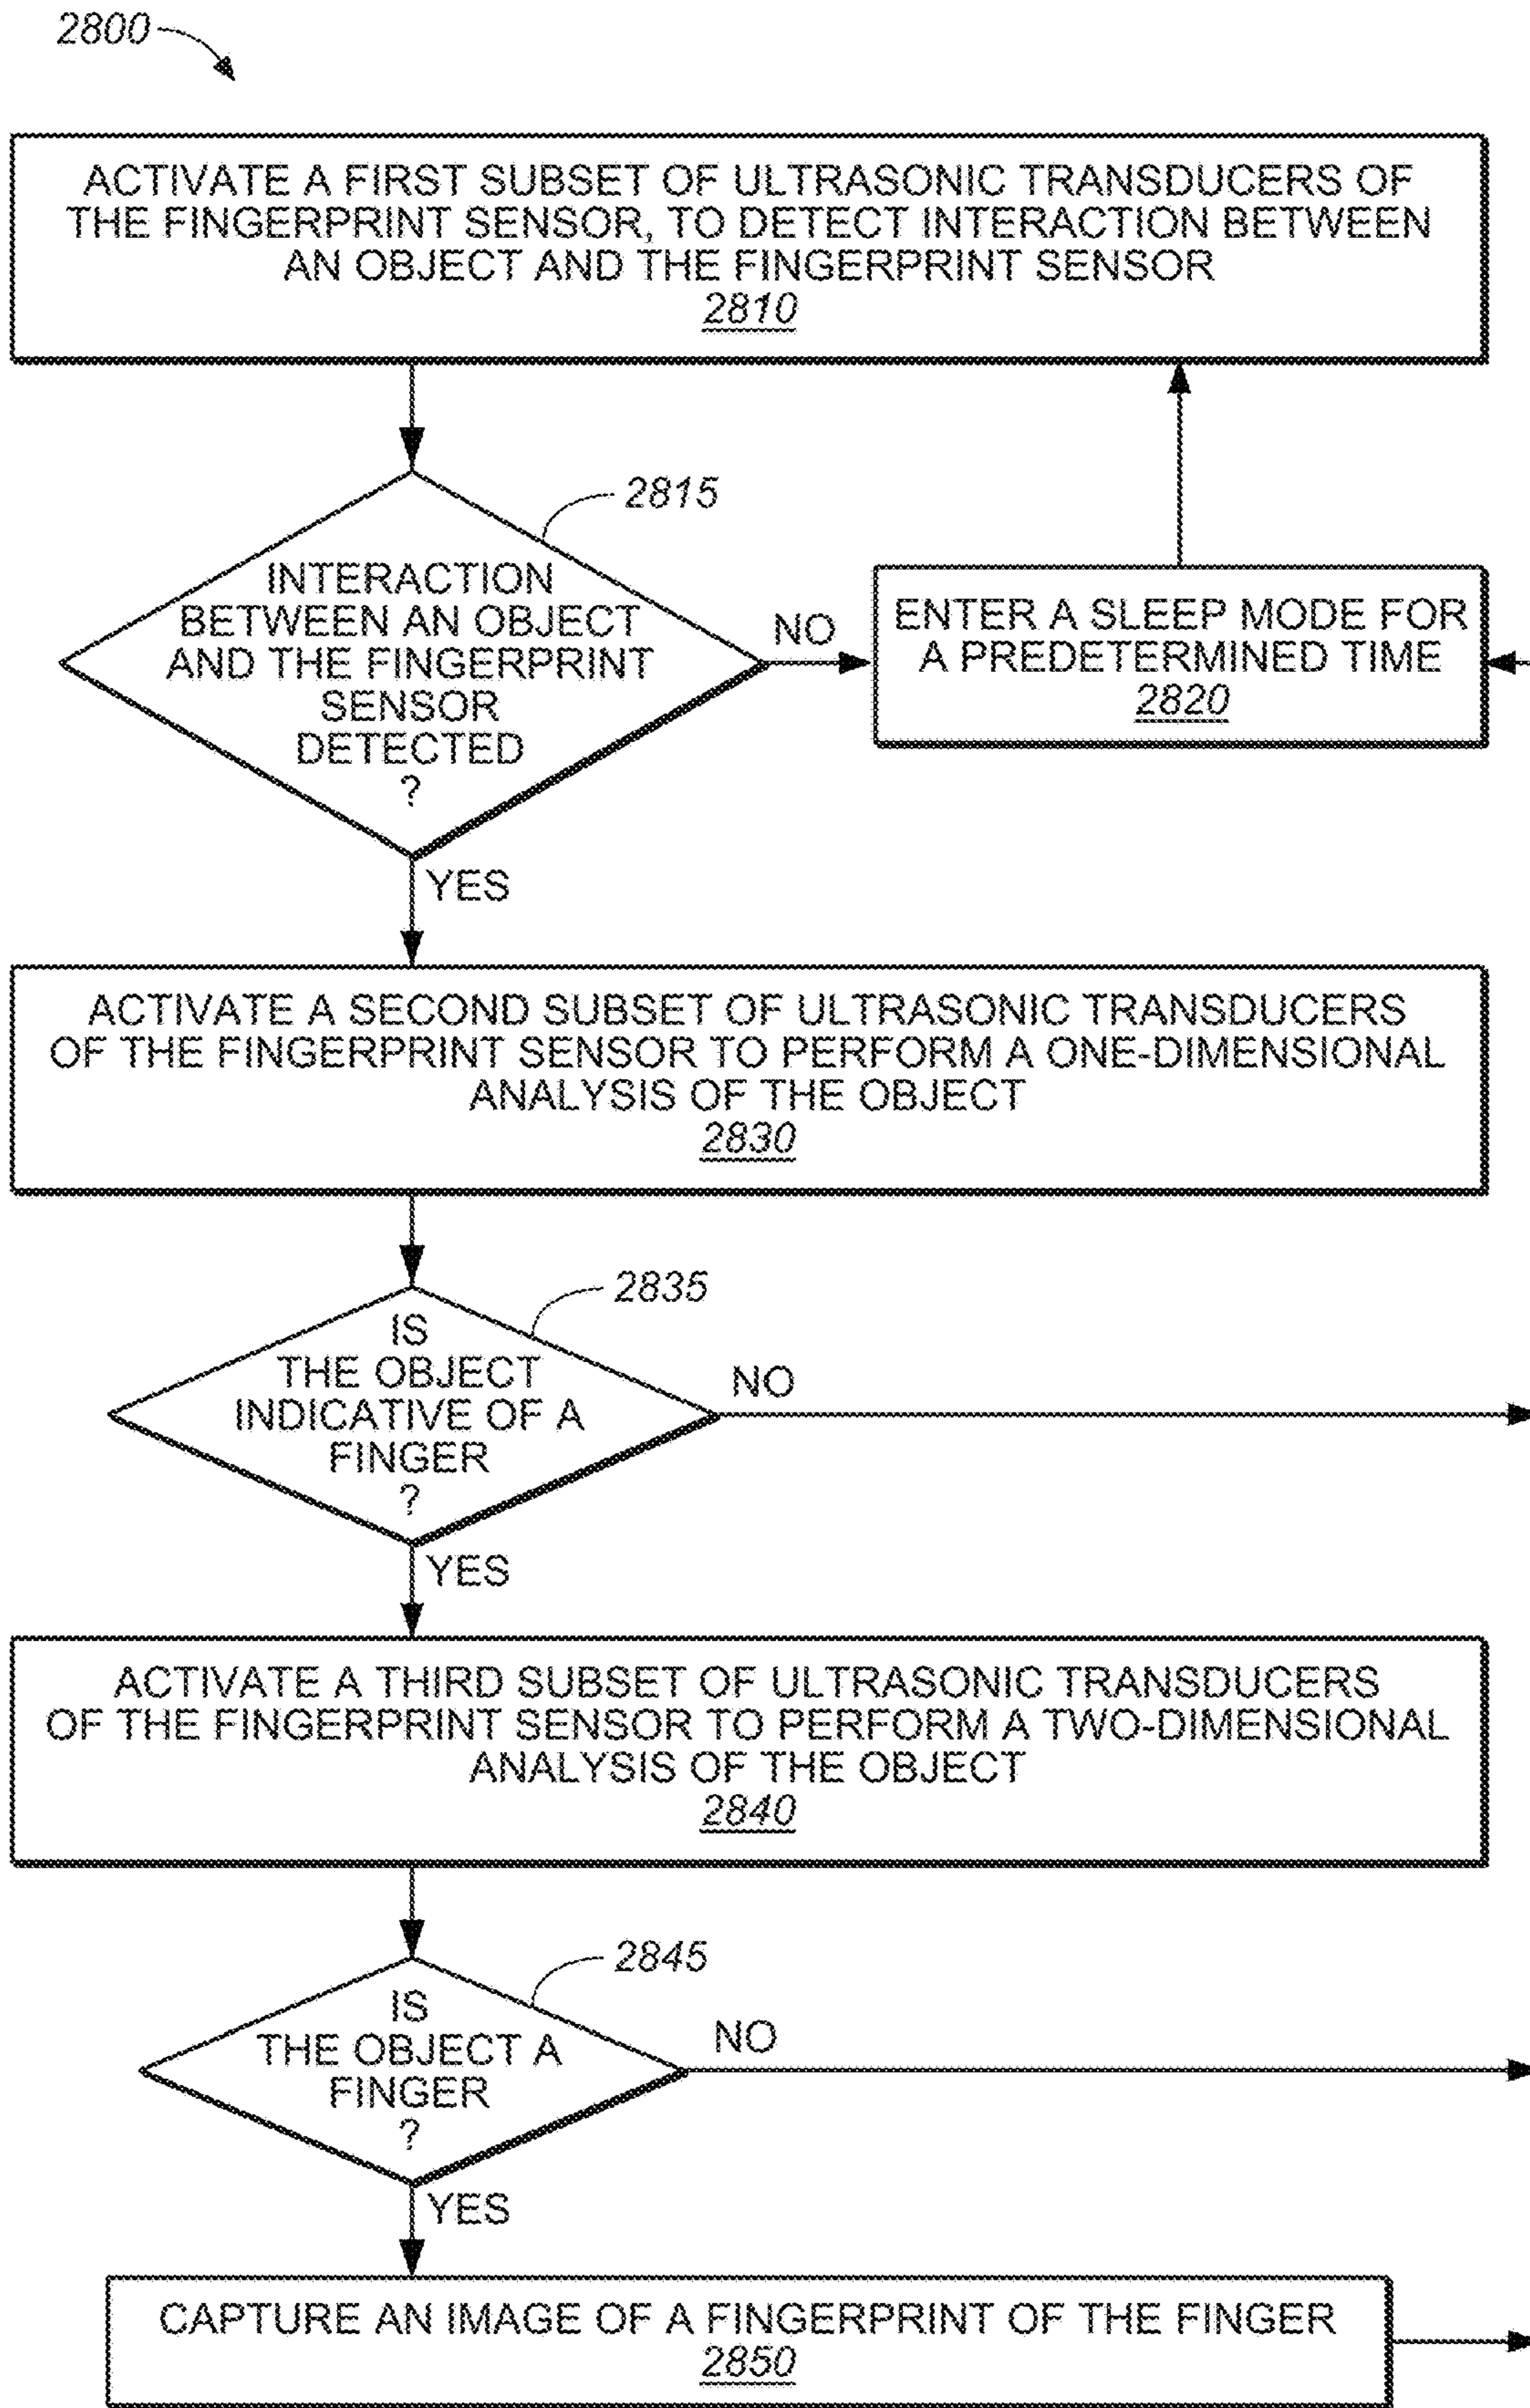 2800
ACTIVATE A FIRST SUBSET OF ULTRASONIC TRANSDUCERS OF
THE FINGERPRINT SENSOR, TO DETECT INTERACTION BETWEEN
AN OBJECT AND THE FINGERPRINT SENSOR
2810
2815
INTERACTION
BETWEEN AN OBJECT
AND THE FINGERPRINT
SENSOR
DETECTED
?
NO
ENTER A SLEEP MODE FOR
A PREDETERMINED TIME
2820
YES
ACTIVATE A SECOND SUBSET OF ULTRASONIC TRANSDUCERS
OF THE FINGERPRINT SENSOR TO PERFORM A ONE-DIMENSIONAL
ANALYSIS OF THE OBJECT
2830
2835
IS
THE OBJECT
INDICATIVE OF A
FINGER
?
NO
YES
ACTIVATE A THIRD SUBSET OF ULTRASONIC TRANSDUCERS
OF THE FINGERPRINT SENSOR TO PERFORM A TWO-DIMENSIONAL
ANALYSIS OF THE OBJECT
2840
2845
IS
THE OBJECT A
FINGER
?
NO
YES
CAPTURE AN IMAGE OF A FINGERPRINT OF THE FINGER
2850